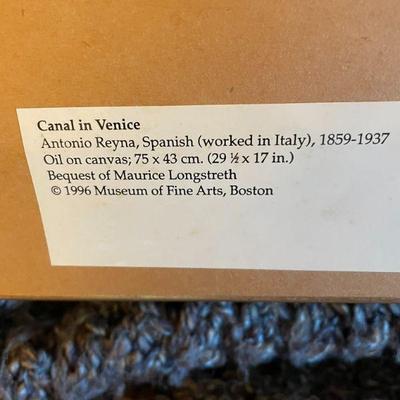 Canal in Venice
Antonio Reyna, Spanish (worked in Italy), 1859-1937
Oil on canvas; 75 x 43 cm. (29 ½ x 17 in.)
Bequest of Maurice Longstreth
© 1996 Museum of Fine Arts, Boston